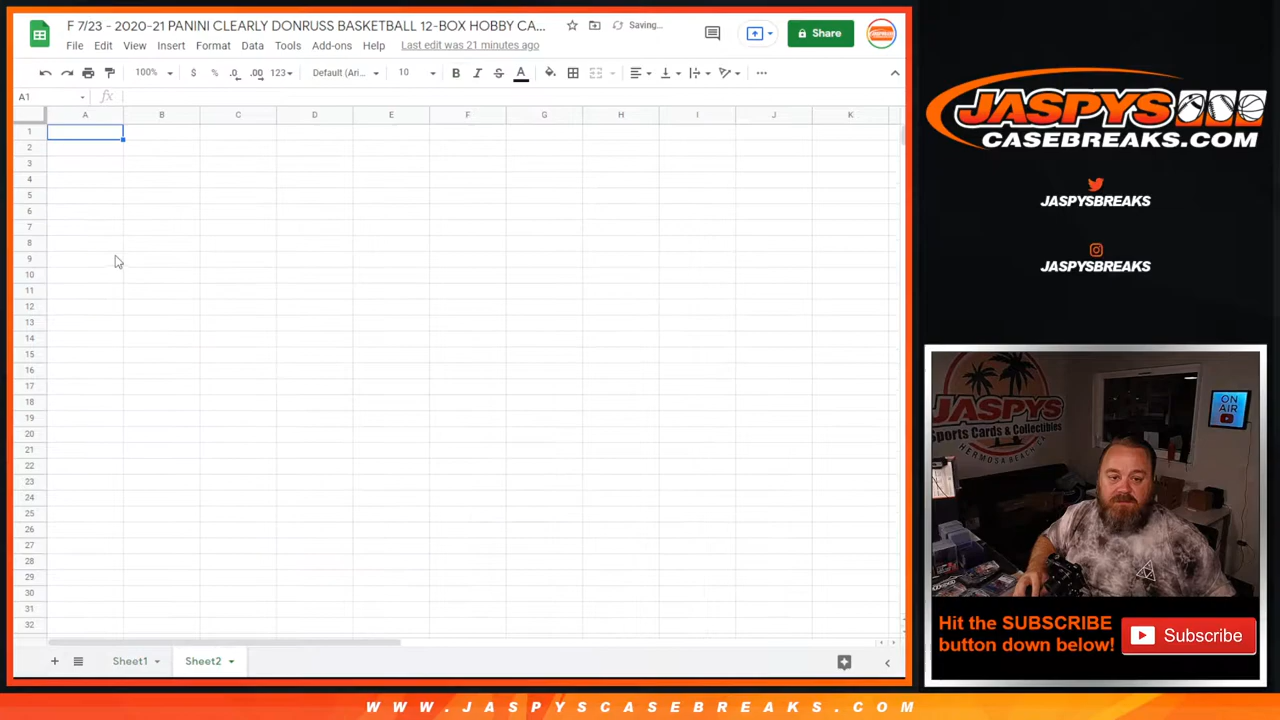 F 7/23 - 2020-21 PANINI CLEARLY DONRUSS BASKETBALL 12-BOX HOBBY CA...
Saving...
Share
File Edit View Insert Format Data Tools Add-ons Help Last edit was 21 minutes ago
100% $ % .0 .00 123 Default (Ari... 10 B I S A
A1 fx
A B C D E F G H I J K
1
2
3
4
5
6
7
8
9
10
11
12
13
14
15
16
17
18
19
20
21
22
23
24
25
26
27
28
29
30
31
32
Sheet1 Sheet2
JASPYS
CASEBREAKS.COM
JASPYSBREAKS
JASPYSBREAKS
JASPYS
Sports Cards & Collectibles
HERMOSA BEACH, CA
ON
AIR
Hit the SUBSCRIBE
button down below!
Subscribe
WWW.JASPYSCASEBREAKS.COM